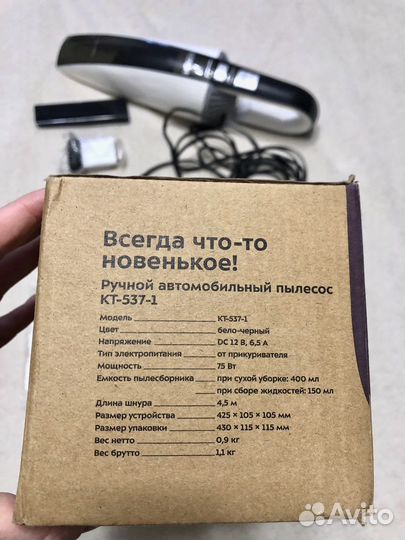 Всегда что-то
новенькое!
Ручной автомобильный пылесос
КТ-537-1
Модель КТ-537-1
Цвет бело-черный
Напряжение DC 12 В, 6,5 А
Тип электропитания от прикуривателя
Мощность 75 Вт
Емкость пылесборника при сухой уборке: 400 мл
при сборе жидкостей: 150 мл
Длина шнура 4,5 м
Размер устройства 425 × 105 × 105 мм
Размер упаковки 430 × 115 × 115 мм
Вес нетто 0,9 кг
Вес брутто 1,1 кг
Avito